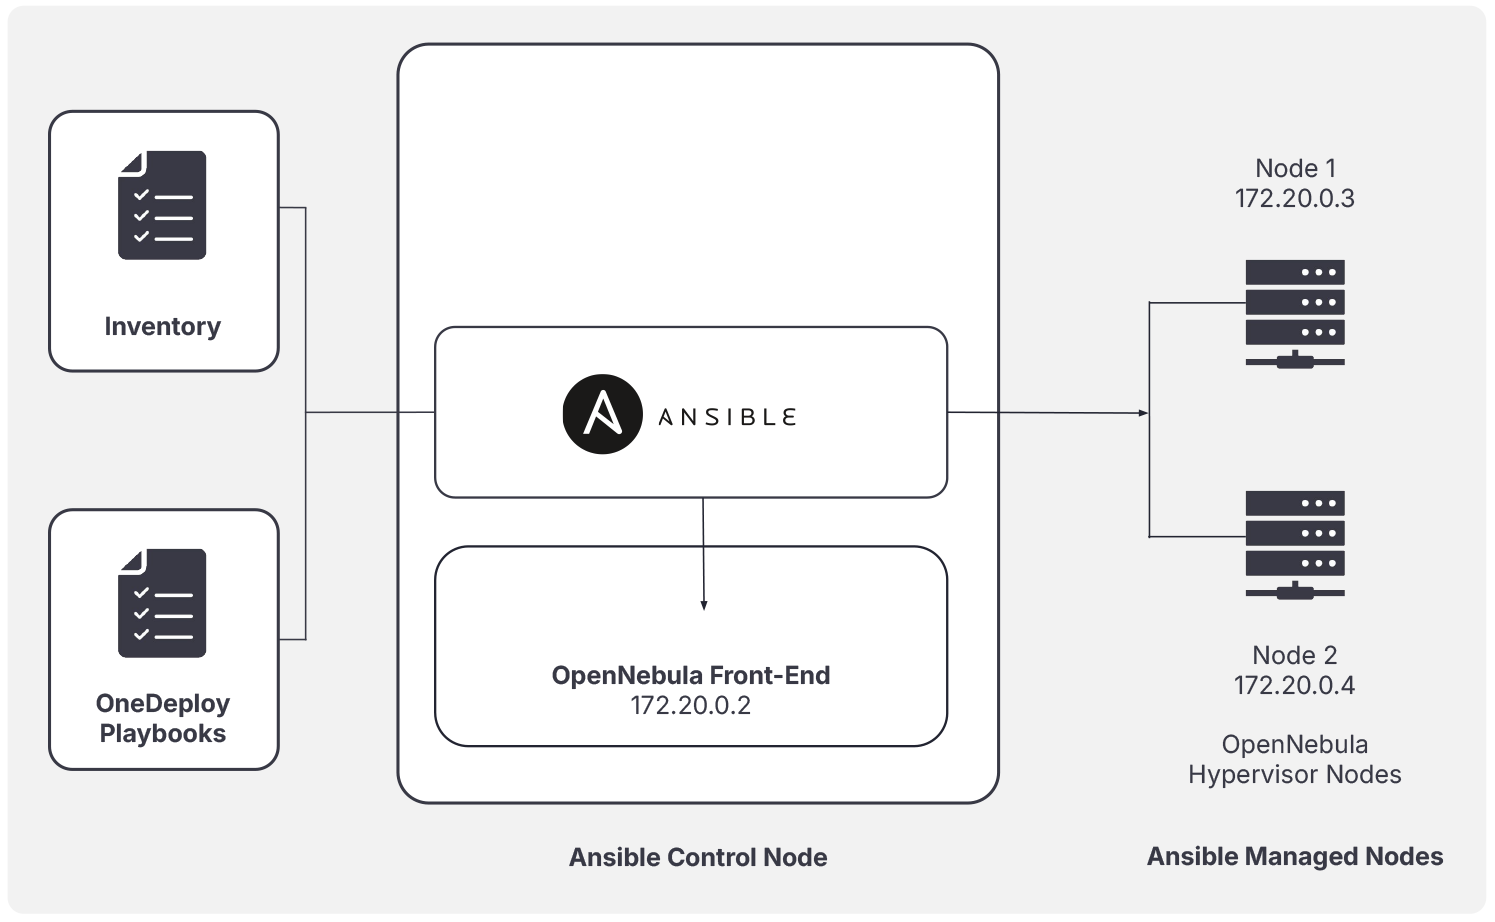 Inventory
OneDeploy
Playbooks
ANSIBLE
OpenNebula Front-End
172.20.0.2
Ansible Control Node
Node 1
172.20.0.3
Node 2
172.20.0.4
OpenNebula
Hypervisor Nodes
Ansible Managed Nodes